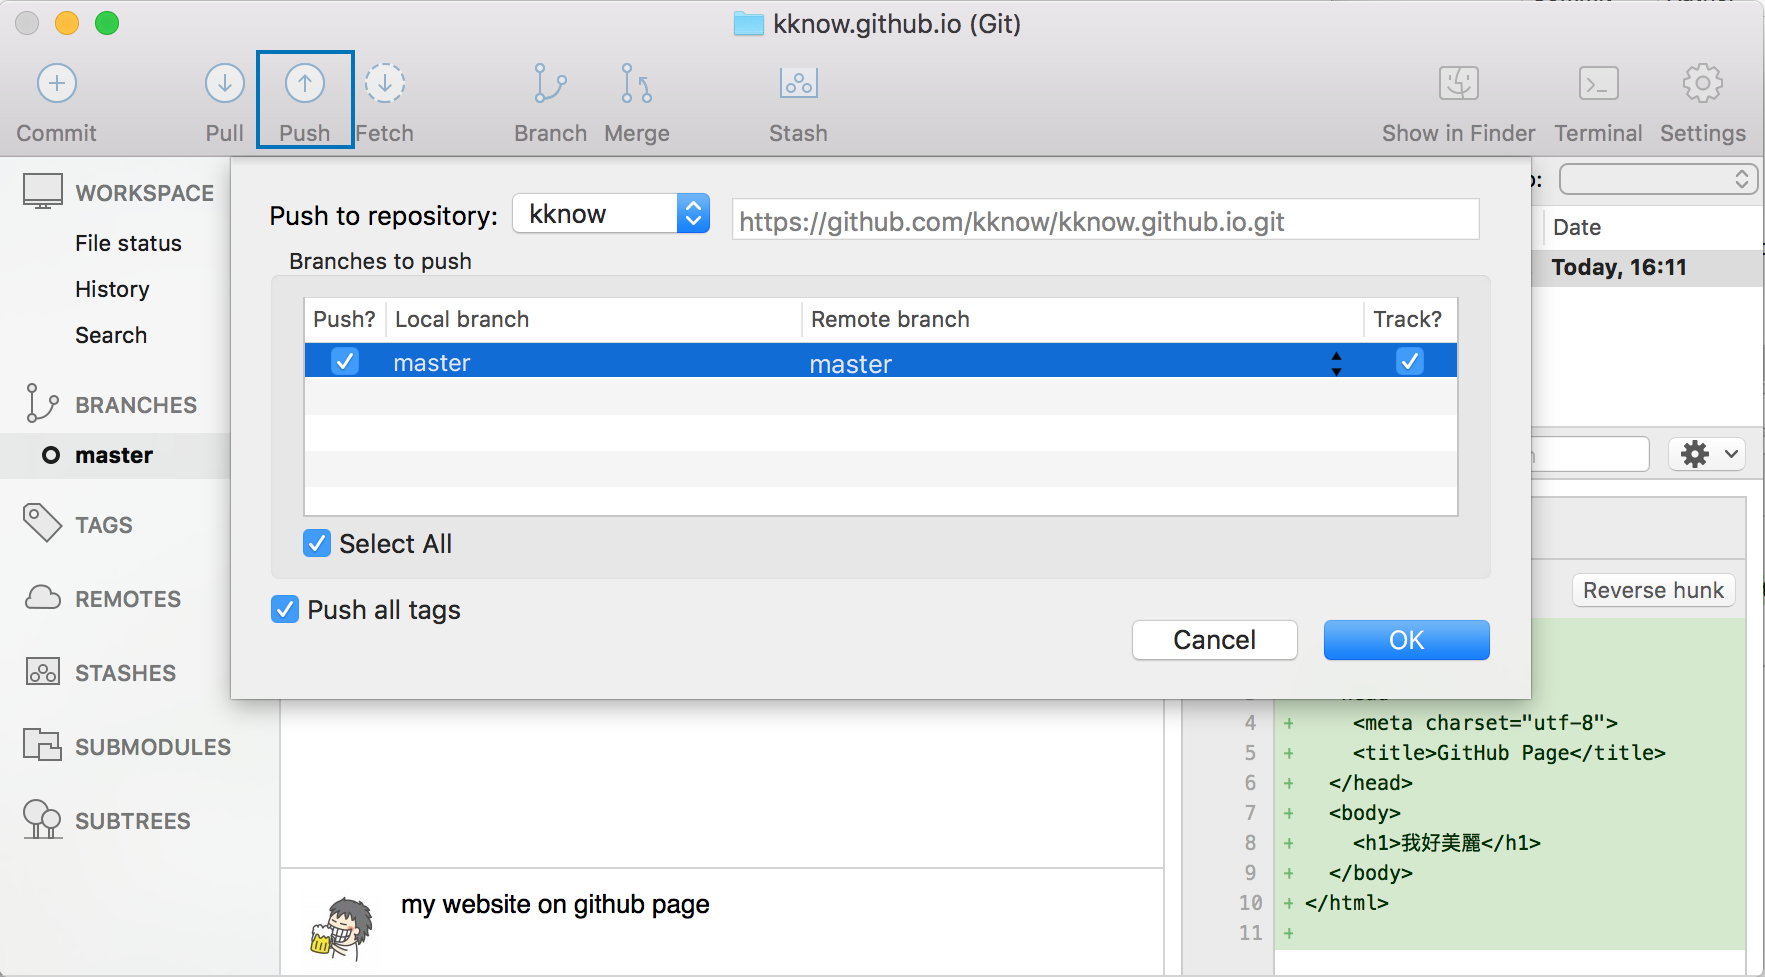 kknow.github.io (Git)
Commit Pull Push Fetch Branch Merge Stash Show in Finder Terminal Settings
WORKSPACE
File status
History
Search
BRANCHES
master
TAGS
REMOTES
STASHES
SUBMODULES
SUBTREES
Push to repository: kknow https://github.com/kknow/kknow.github.io.git
Branches to push
Push? Local branch Remote branch Track?
master master
Select All
Push all tags
Cancel OK
Date
Today, 16:11
Reverse hunk
4 + <meta charset="utf-8">
5 + <title>GitHub Page</title>
6 + </head>
7 + <body>
8 + <h1>我好美麗</h1>
9 + </body>
10 + </html>
11 +
my website on github page